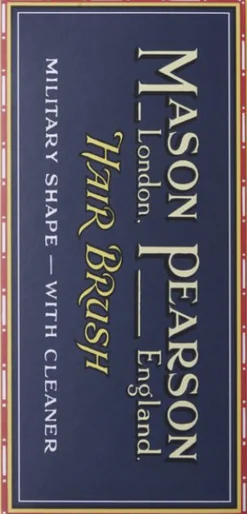 MASON PEARSON
London. England.
HAIR BRUSH
MILITARY SHAPE — WITH CLEANER